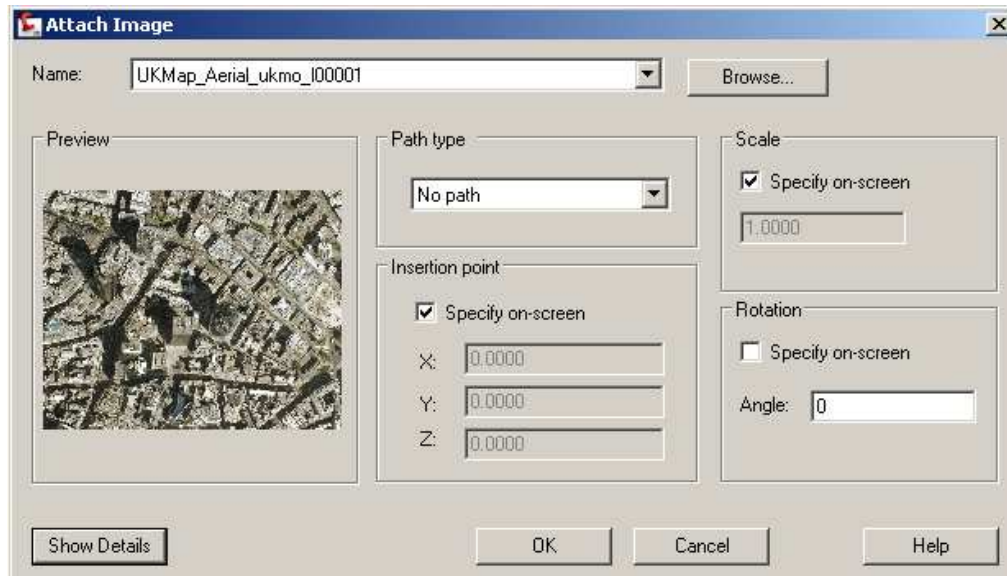 Attach Image
Name: UKMap_Aerial_ukmo_I00001 Browse...
Preview
Path type
No path
Scale
Specify on-screen
1.0000
Insertion point
Specify on-screen
X: 0.0000
Y: 0.0000
Z: 0.0000
Rotation
Specify on-screen
Angle: 0
Show Details OK Cancel Help